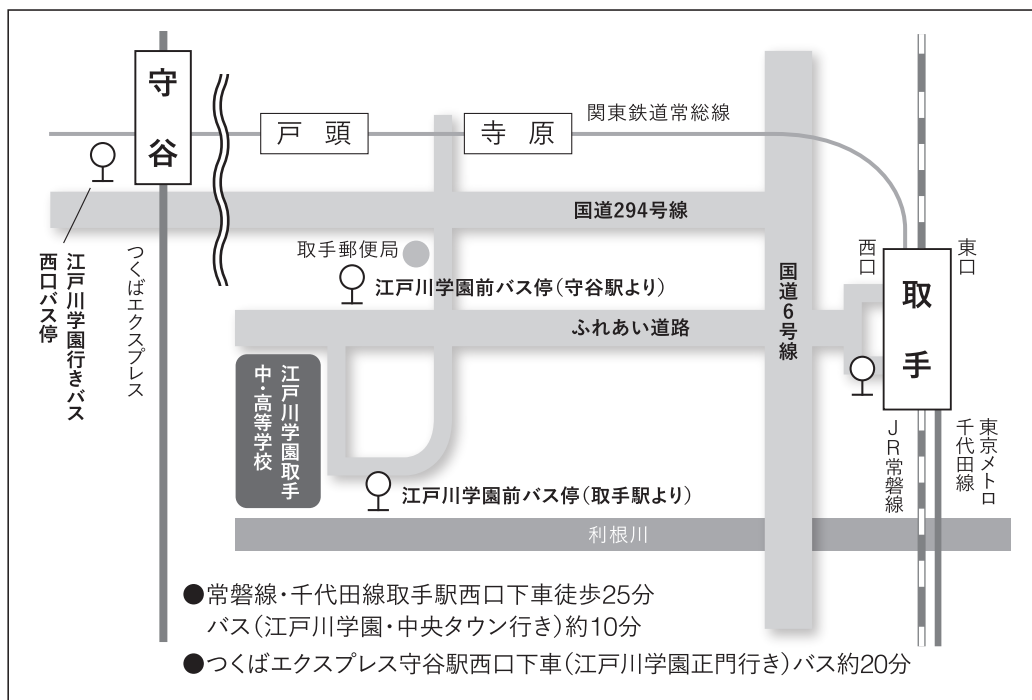 守谷
戸頭
寺原
関東鉄道常総線
国道294号線
取手郵便局
江戸川学園前バス停(守谷駅より)
江戸川学園行きバス
西口バス停
つくばエクスプレス
国道6号線
西口
東口
取手
ふれあい道路
江戸川学園取手
中・高等学校
江戸川学園前バス停(取手駅より)
JR常磐線
東京メトロ
千代田線
利根川
●常磐線・千代田線取手駅西口下車徒歩25分
バス(江戸川学園・中央タウン行き)約10分
●つくばエクスプレス守谷駅西口下車(江戸川学園正門行き)バス約20分